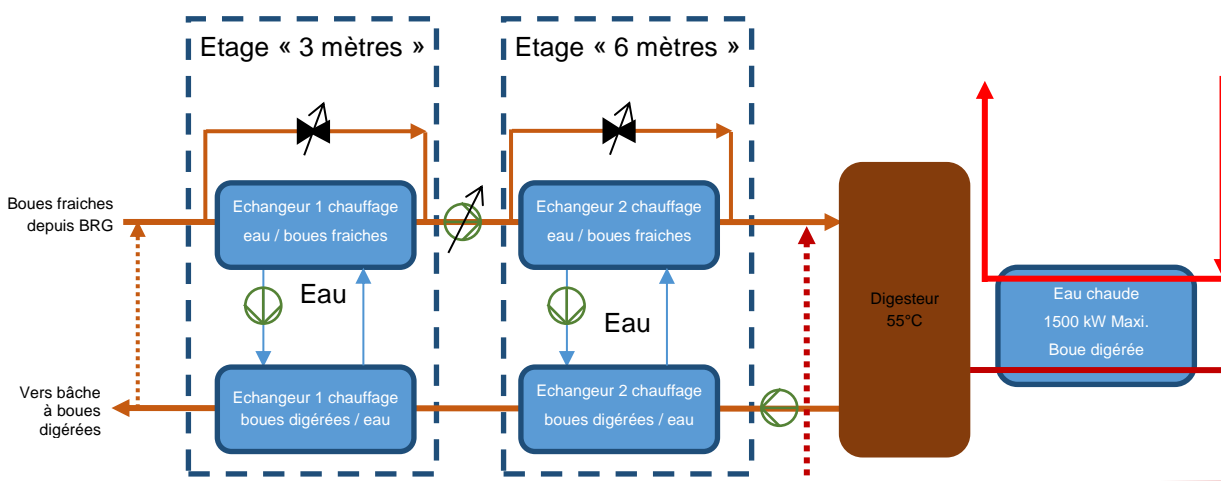 Etage « 3 mètres »
Etage « 6 mètres »
Boues fraiches
depuis BRG
Echangeur 1 chauffage
eau / boues fraiches
Echangeur 2 chauffage
eau / boues fraiches
Eau
Eau
Digesteur
55°C
Eau chaude
1500 kW Maxi.
Boue digérée
Vers bâche
à boues
digérées
Echangeur 1 chauffage
boues digérées / eau
Echangeur 2 chauffage
boues digérées / eau